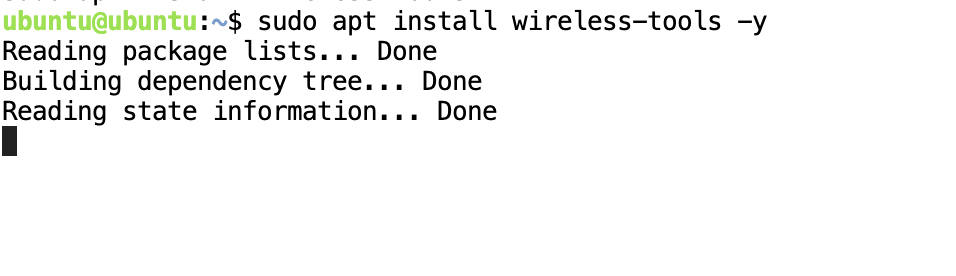 ubuntu@ubuntu:~$ sudo apt install wireless-tools -y
Reading package lists... Done
Building dependency tree... Done
Reading state information... Done